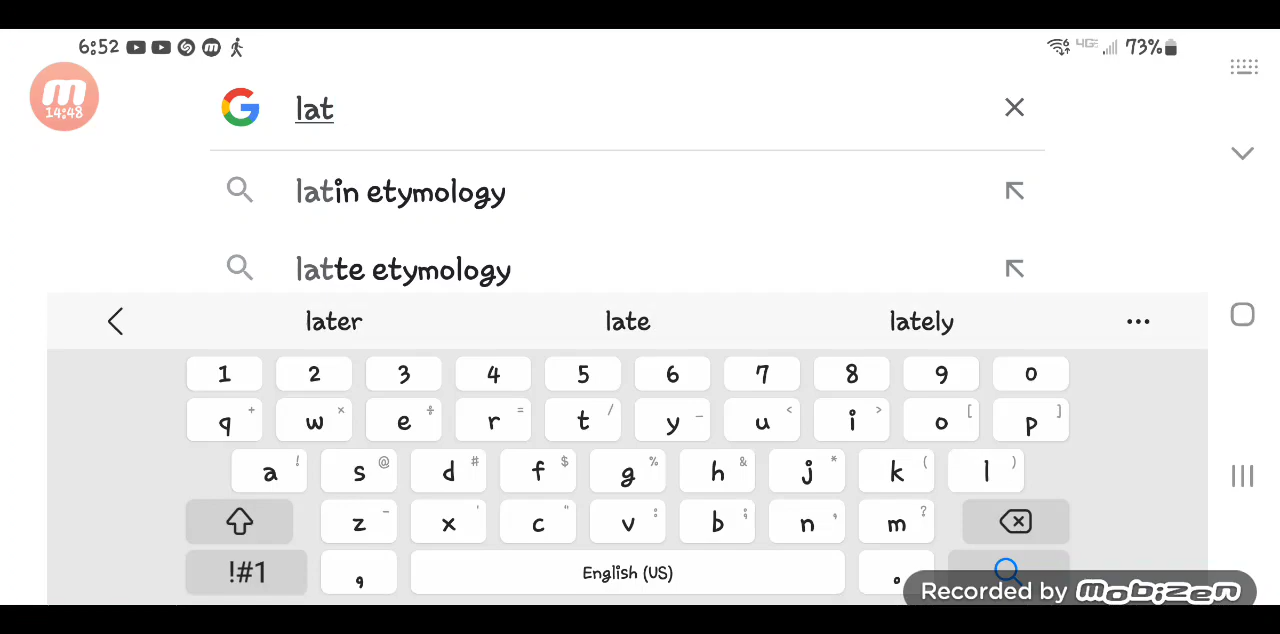 6:52 4GE 73%
14:48
G lat
latin etymology
latte etymology
later late lately ...
1 2 3 4 5 6 7 8 9 0
q + w × e ÷ r = t / y _ u < i > o [ p ]
a ! s @ d # f $ g % h & j * k ( l )
z - x ' c " v : b ; n , m ?
!#1 , English (US) .
Recorded by mobizen